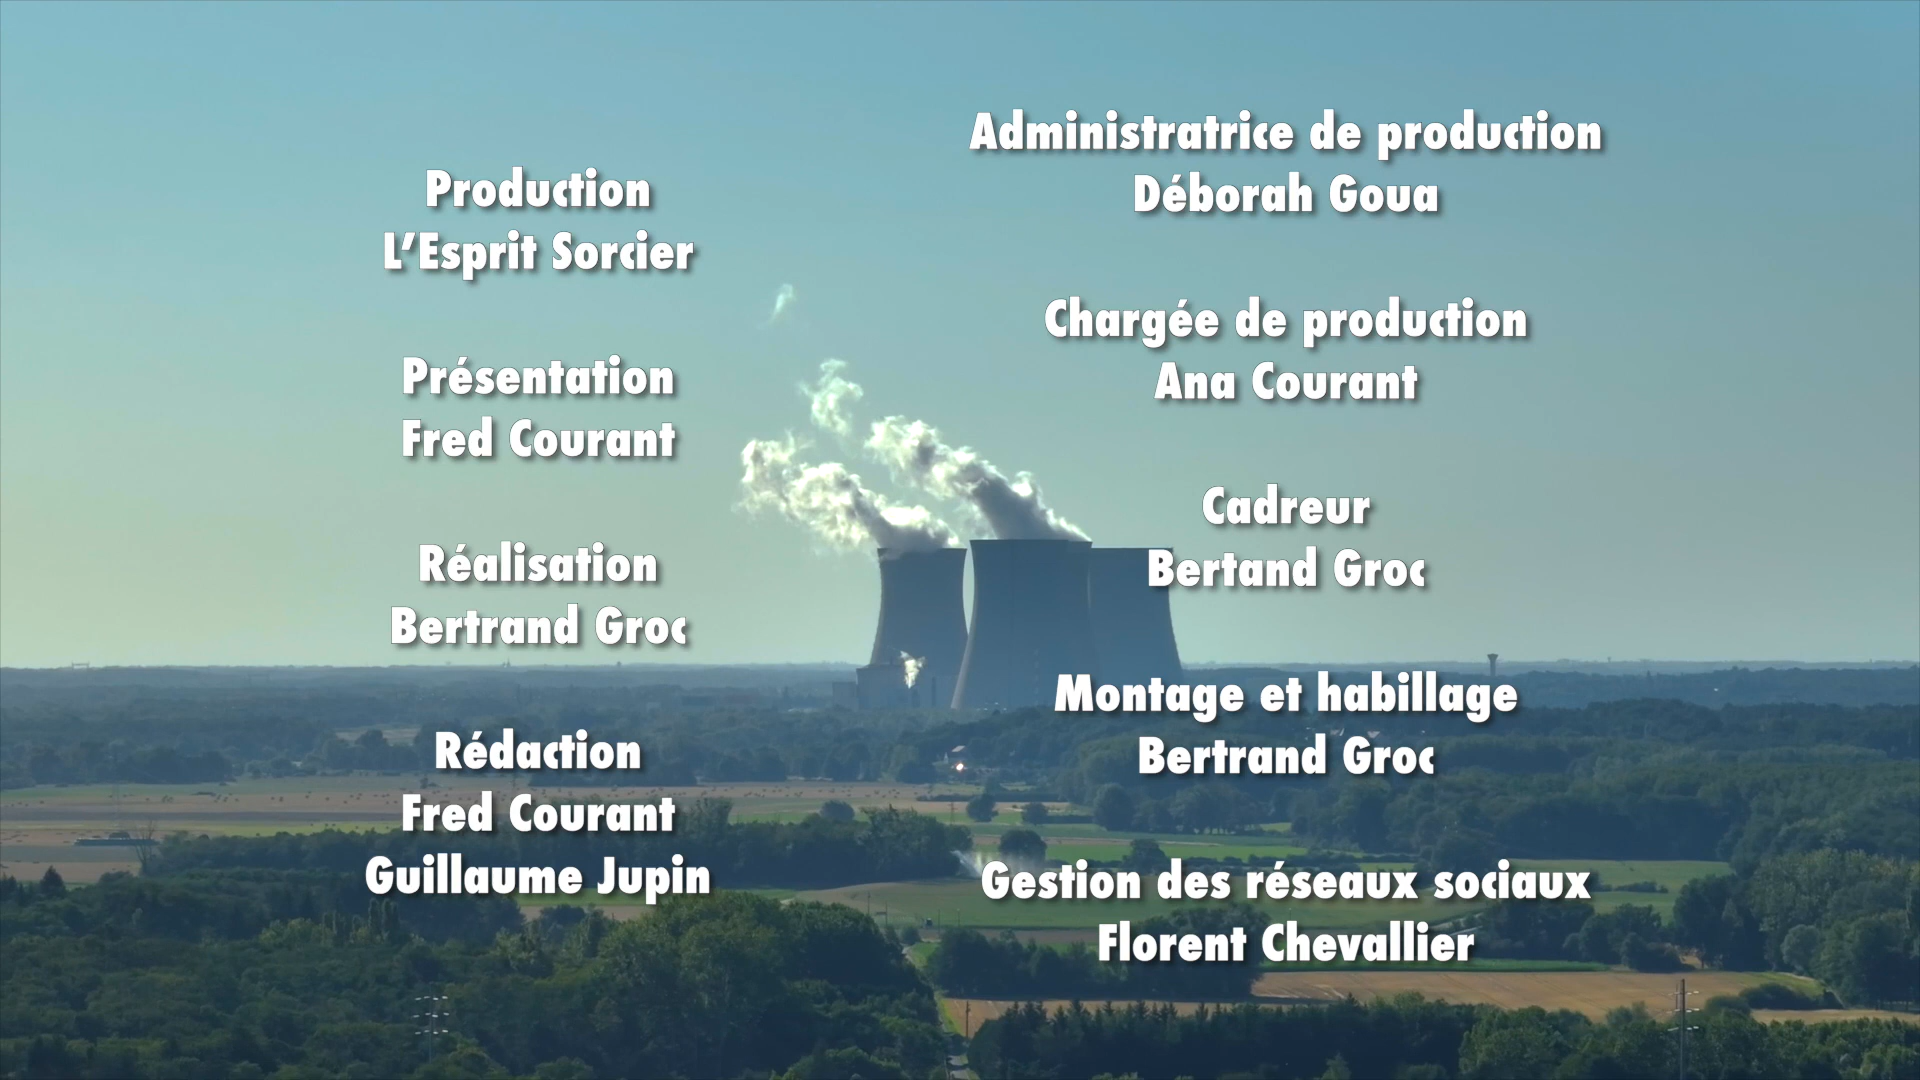 Production
L'Esprit Sorcier
Présentation
Fred Courant
Réalisation
Bertrand Groc
Rédaction
Fred Courant
Guillaume Jupin
Administratrice de production
Déborah Goua
Chargée de production
Ana Courant
Cadreur
Bertand Groc
Montage et habillage
Bertrand Groc
Gestion des réseaux sociaux
Florent Chevallier